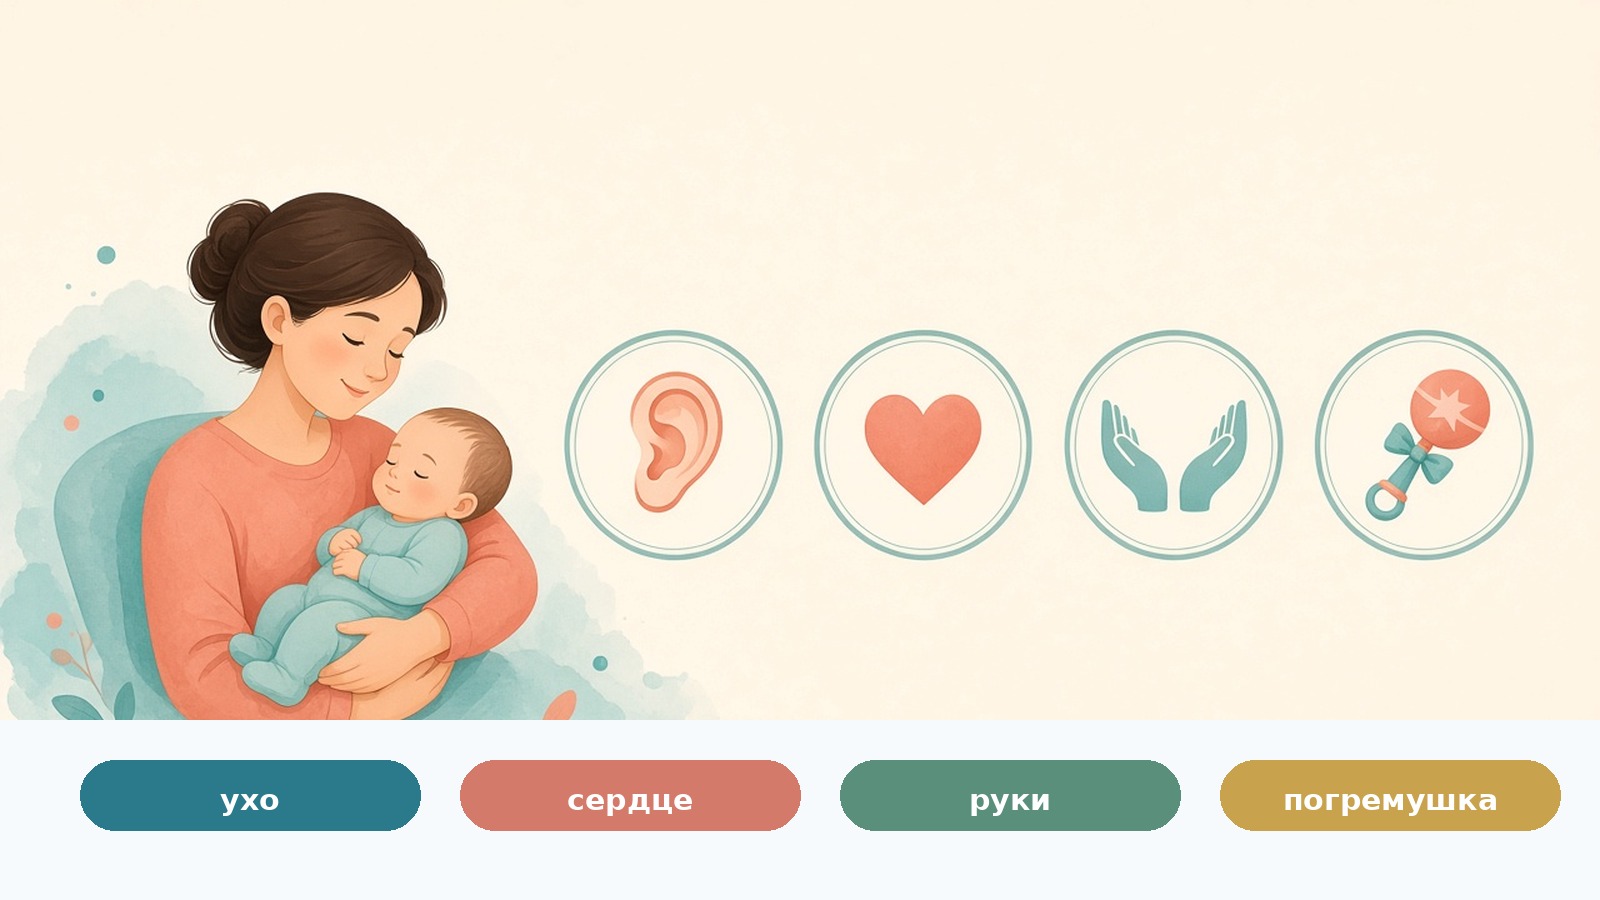 ухо
сердце
руки
погремушка